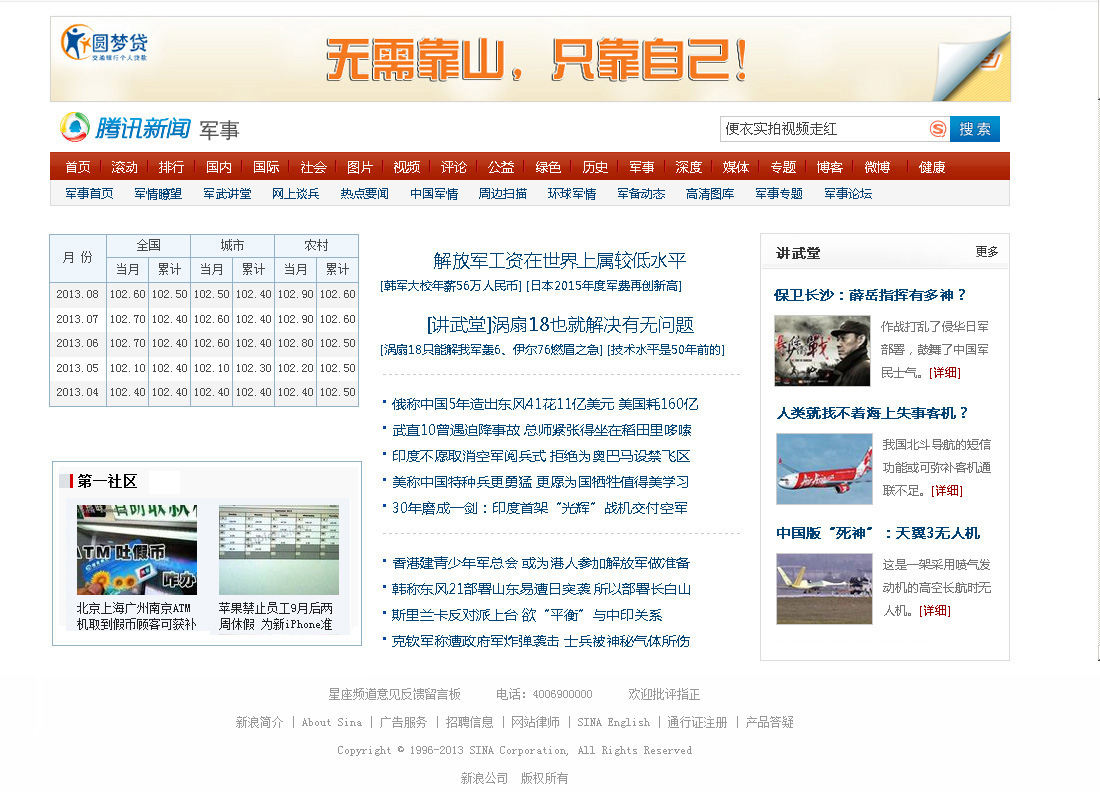 圆梦贷
交通银行个人贷款
无需靠山，只靠自己！
腾讯新闻 军事
便衣实拍视频走红 搜索
首页 滚动 排行 国内 国际 社会 图片 视频 评论 公益 绿色 历史 军事 深度 媒体 专题 博客 微博 健康
军事首页 军情瞭望 军武讲堂 网上谈兵 热点要闻 中国军情 周边扫描 环球军情 军备动态 高清图库 军事专题 军事论坛
月 份 全国 城市 农村
当月 累计 当月 累计 当月 累计
2013.08 102.60 102.50 102.50 102.40 102.90 102.60
2013.07 102.70 102.40 102.60 102.40 102.90 102.60
2013.06 102.70 102.40 102.60 102.40 102.80 102.50
2013.05 102.10 102.40 102.10 102.30 102.20 102.50
2013.04 102.40 102.40 102.40 102.40 102.40 102.50
第一社区
ATM吐假币
咋办
北京上海广州南京ATM
机取到假币顾客可获补
苹果禁止员工9月后两
周休假 为新iPhone准
解放军工资在世界上属较低水平
[韩军大校年薪56万人民币] [日本2015年度军费再创新高]
[讲武堂]涡扇18也就解决有无问题
[涡扇18只能解我军轰6、伊尔76燃眉之急] [技术水平是50年前的]
俄称中国5年造出东风41花11亿美元 美国耗160亿
武直10曾遇迫降事故 总师紧张得坐在稻田里哆嗦
印度不愿取消空军阅兵式 拒绝为奥巴马设禁飞区
美称中国特种兵更勇猛 更愿为国牺牲值得美学习
30年磨成一剑：印度首架“光辉”战机交付空军
香港建青少年军总会 或为港人参加解放军做准备
韩称东风21部署山东易遭日突袭 所以部署长白山
斯里兰卡反对派上台 欲“平衡”与中印关系
克钦军称遭政府军炸弹袭击 士兵被神秘气体所伤
讲武堂 更多
保卫长沙：薛岳指挥有多神？
作战打乱了侵华日军
部署，鼓舞了中国军
民士气。[详细]
人类就找不着海上失事客机？
我国北斗导航的短信
功能或可弥补客机通
联不足。[详细]
中国版“死神”：天翼3无人机
这是一架采用喷气发
动机的高空长航时无
人机。[详细]
星座频道意见反馈留言板 电话：4006900000 欢迎批评指正
新浪简介 | About Sina | 广告服务 | 招聘信息 | 网站律师 | SINA English | 通行证注册 | 产品答疑
Copyright © 1996-2013 SINA Corporation, All Rights Reserved
新浪公司 版权所有